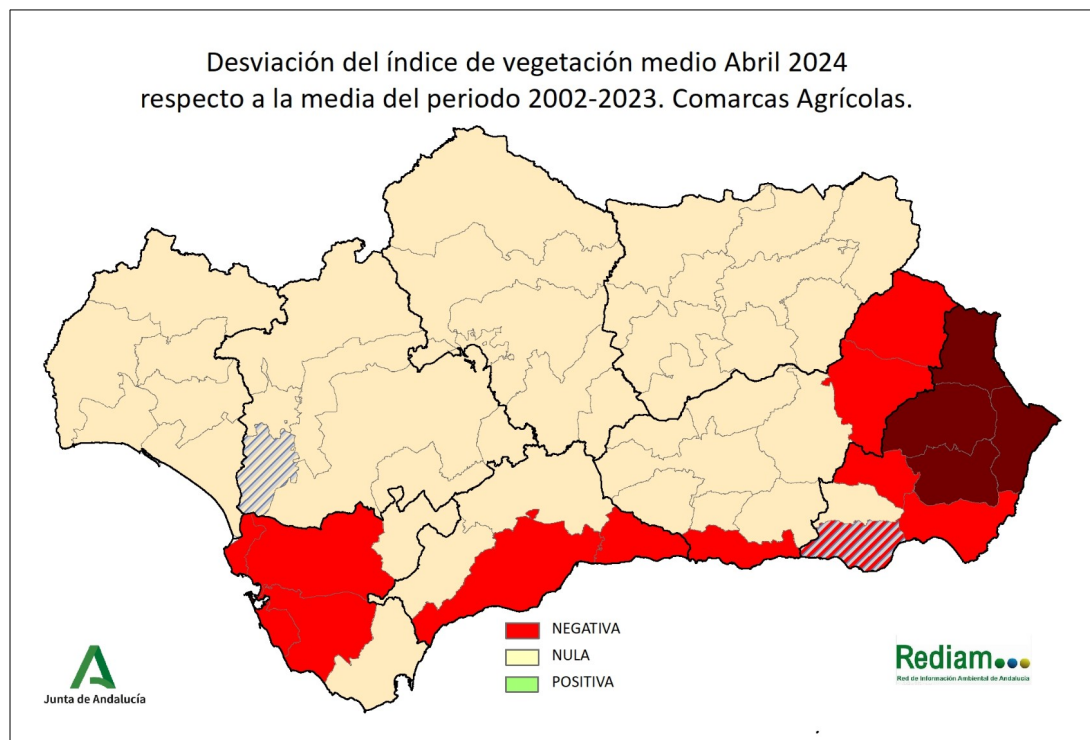 Desviación del índice de vegetación medio Abril 2024
respecto a la media del periodo 2002-2023. Comarcas Agrícolas.
NEGATIVA
NULA
POSITIVA
Junta de Andalucía
Rediam
Red de Información Ambiental de Andalucía